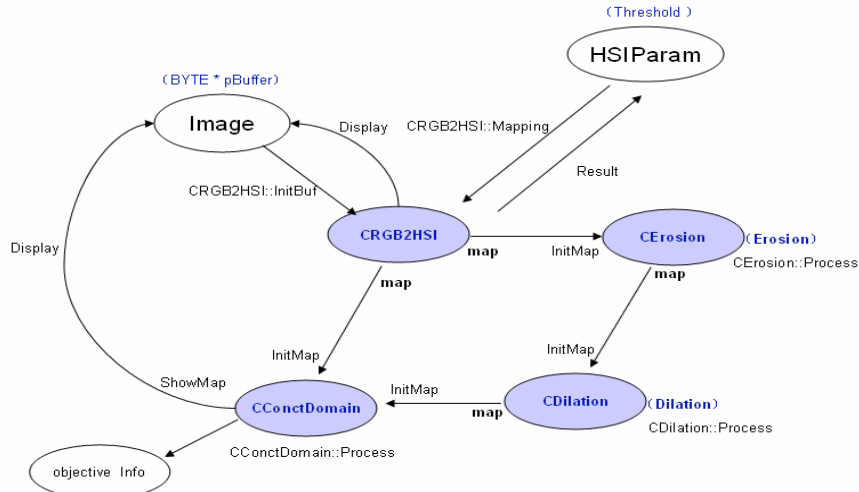 （Threshold ）
HSIParam
（BYTE * pBuffer）
Image
Display
CRGB2HSI::Mapping
Result
CRGB2HSI::InitBuf
CRGB2HSI
map
InitMap
CErosion
（Erosion）
CErosion::Process
map
Display
map
InitMap
InitMap
ShowMap
InitMap
CConctDomain
map
CDilation
（Dilation）
CDilation::Process
CConctDomain::Process
objective Info